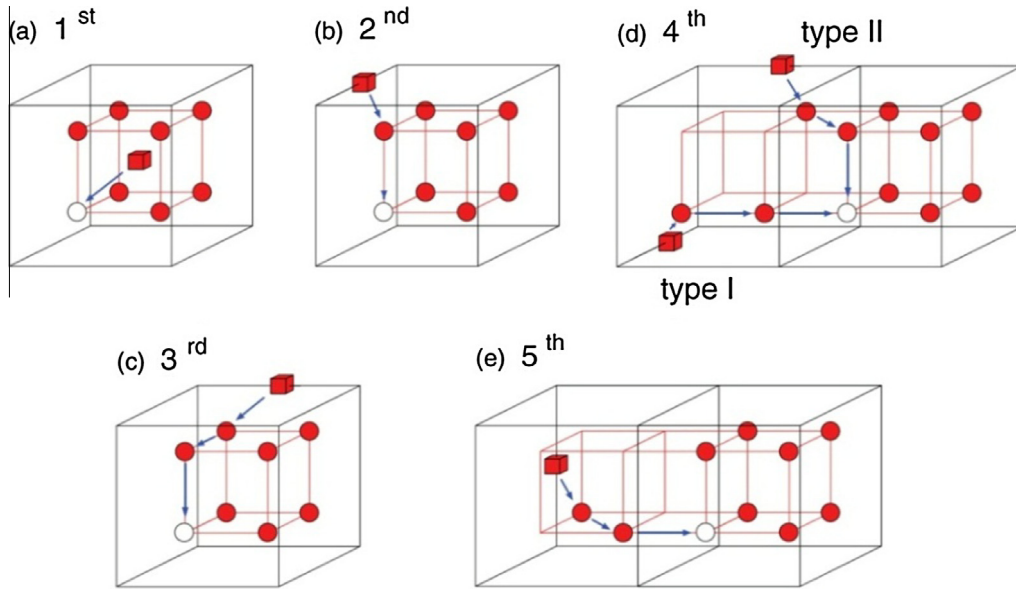 (a) 1 st
(b) 2 nd
(d) 4 th
type II
type I
(c) 3 rd
(e) 5 th